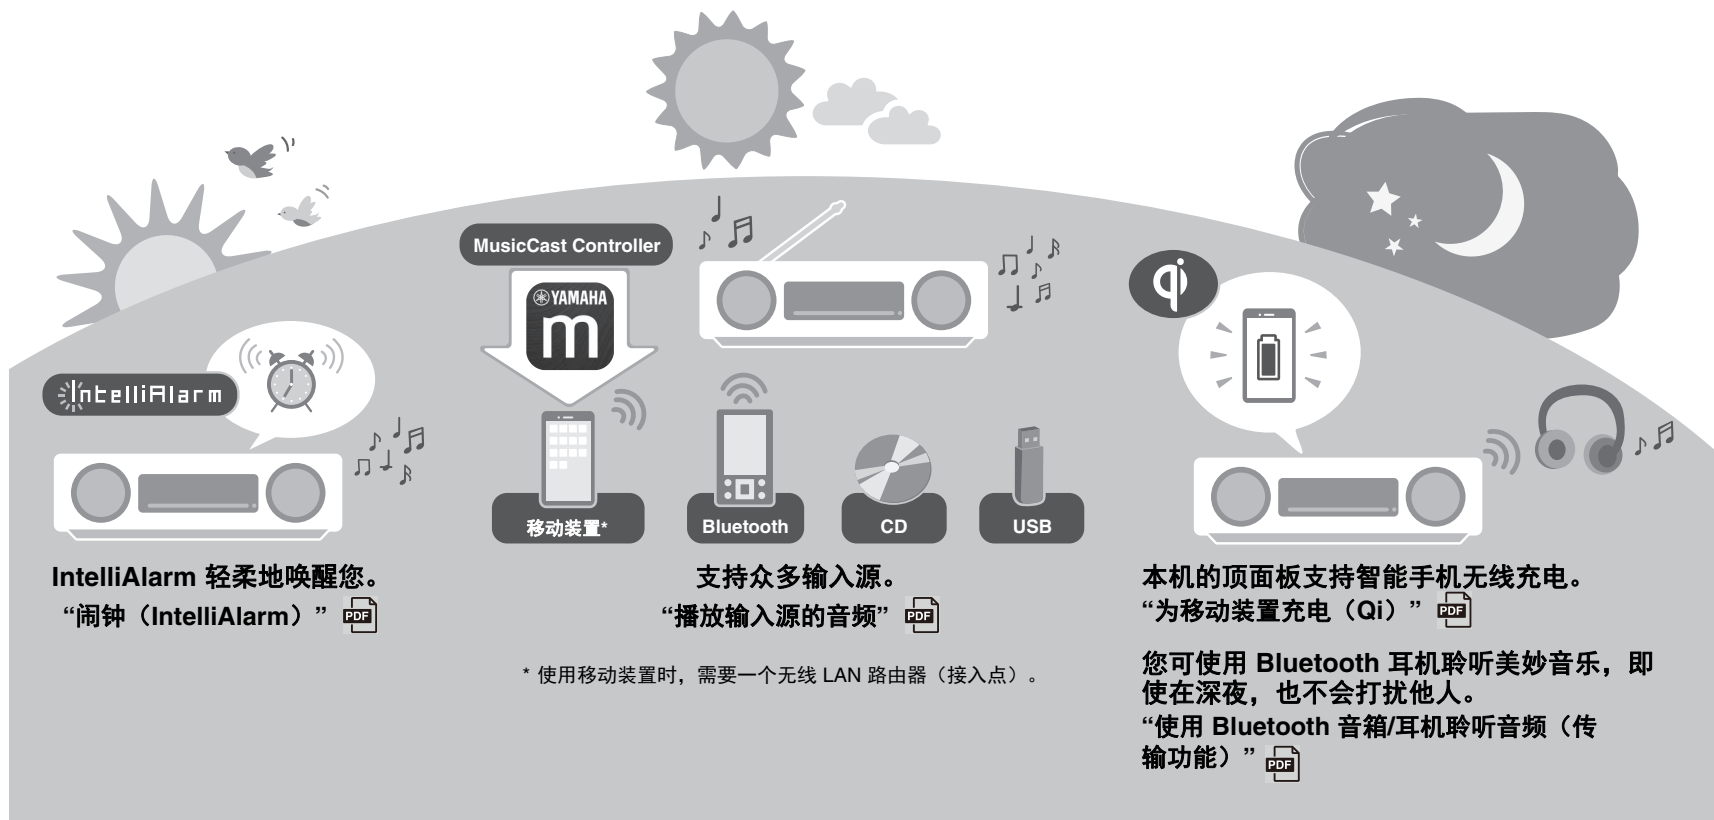 IntelliAlarm
IntelliAlarm 轻柔地唤醒您。
“闹钟（IntelliAlarm）” PDF
MusicCast Controller
YAMAHA
m
移动装置*
Bluetooth
CD
USB
支持众多输入源。
“播放输入源的音频” PDF
* 使用移动装置时，需要一个无线 LAN 路由器（接入点）。
qi
本机的顶面板支持智能手机无线充电。
“为移动装置充电（Qi）” PDF
您可使用 Bluetooth 耳机聆听美妙音乐，即
使在深夜，也不会打扰他人。
“使用 Bluetooth 音箱/耳机聆听音频（传
输功能）” PDF